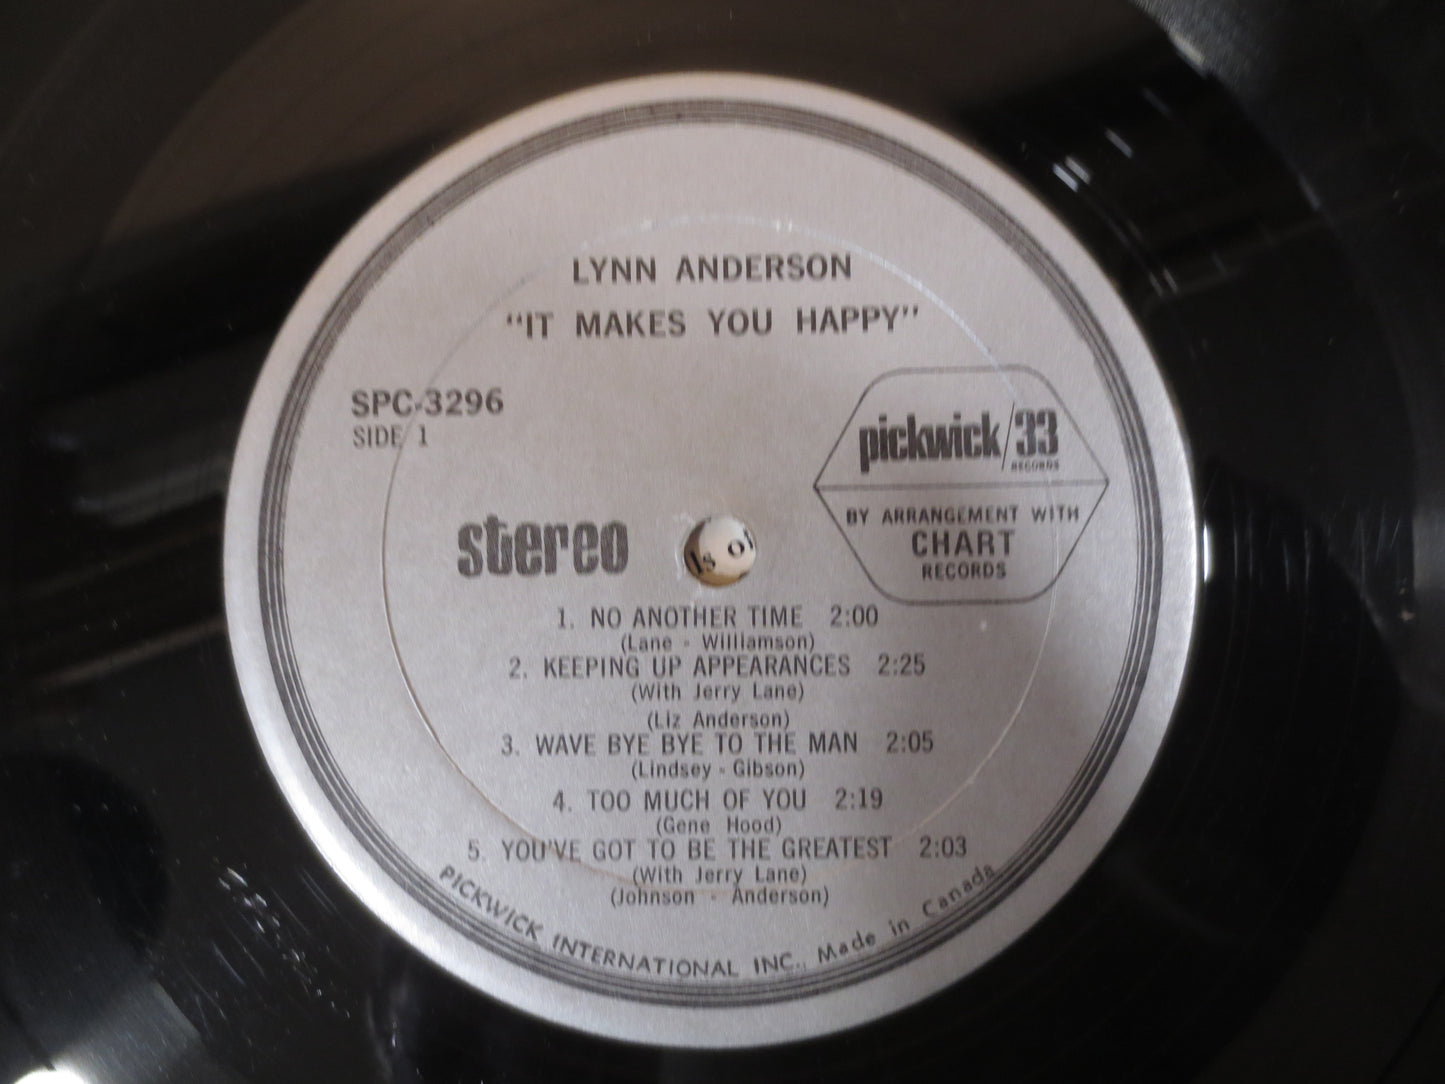 LYNN ANDERSON
"IT MAKES YOU HAPPY"
SPC-3296
SIDE 1
pickwick/33
RECORDS
BY ARRANGEMENT WITH
CHART
RECORDS
stereo
ls of
1. NO ANOTHER TIME 2:00
(Lane - Williamson)
2. KEEPING UP APPEARANCES 2:25
(With Jerry Lane)
(Liz Anderson)
3. WAVE BYE BYE TO THE MAN 2:05
(Lindsey - Gibson)
4. TOO MUCH OF YOU 2:19
(Gene Hood)
5. YOU'VE GOT TO BE THE GREATEST 2:03
(With Jerry Lane)
(Johnson - Anderson)
PICKWICK INTERNATIONAL INC., Made in Canada